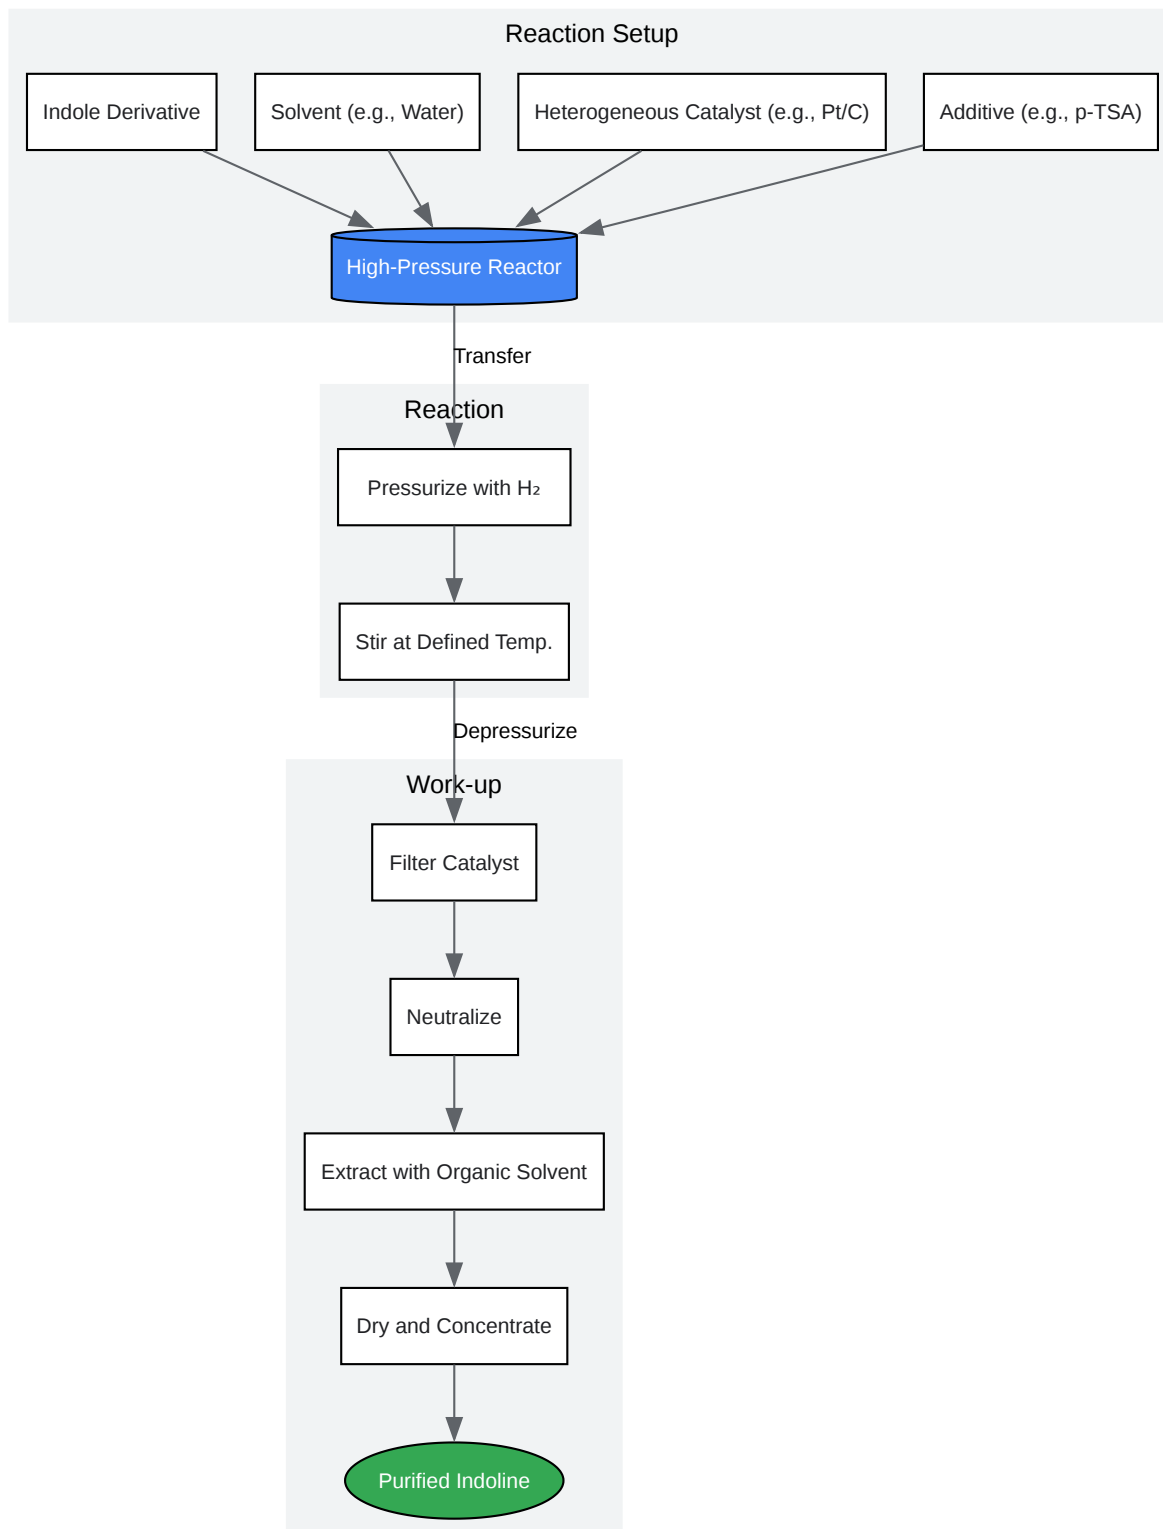 Reaction Setup
Indole Derivative
Solvent (e.g., Water)
Heterogeneous Catalyst (e.g., Pt/C)
Additive (e.g., p-TSA)
High-Pressure Reactor
Transfer
Reaction
Pressurize with H₂
Stir at Defined Temp.
Depressurize
Work-up
Filter Catalyst
Neutralize
Extract with Organic Solvent
Dry and Concentrate
Purified Indoline